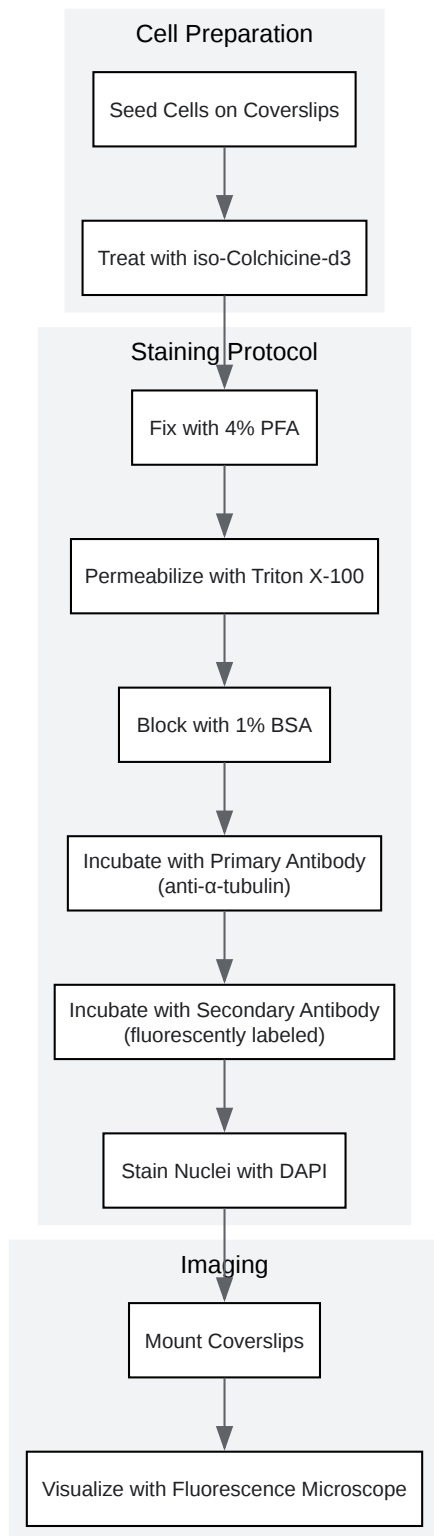 Cell Preparation
Seed Cells on Coverslips
Treat with iso-Colchicine-d3
Staining Protocol
Fix with 4% PFA
Permeabilize with Triton X-100
Block with 1% BSA
Incubate with Primary Antibody
(anti-α-tubulin)
Incubate with Secondary Antibody
(fluorescently labeled)
Stain Nuclei with DAPI
Imaging
Mount Coverslips
Visualize with Fluorescence Microscope